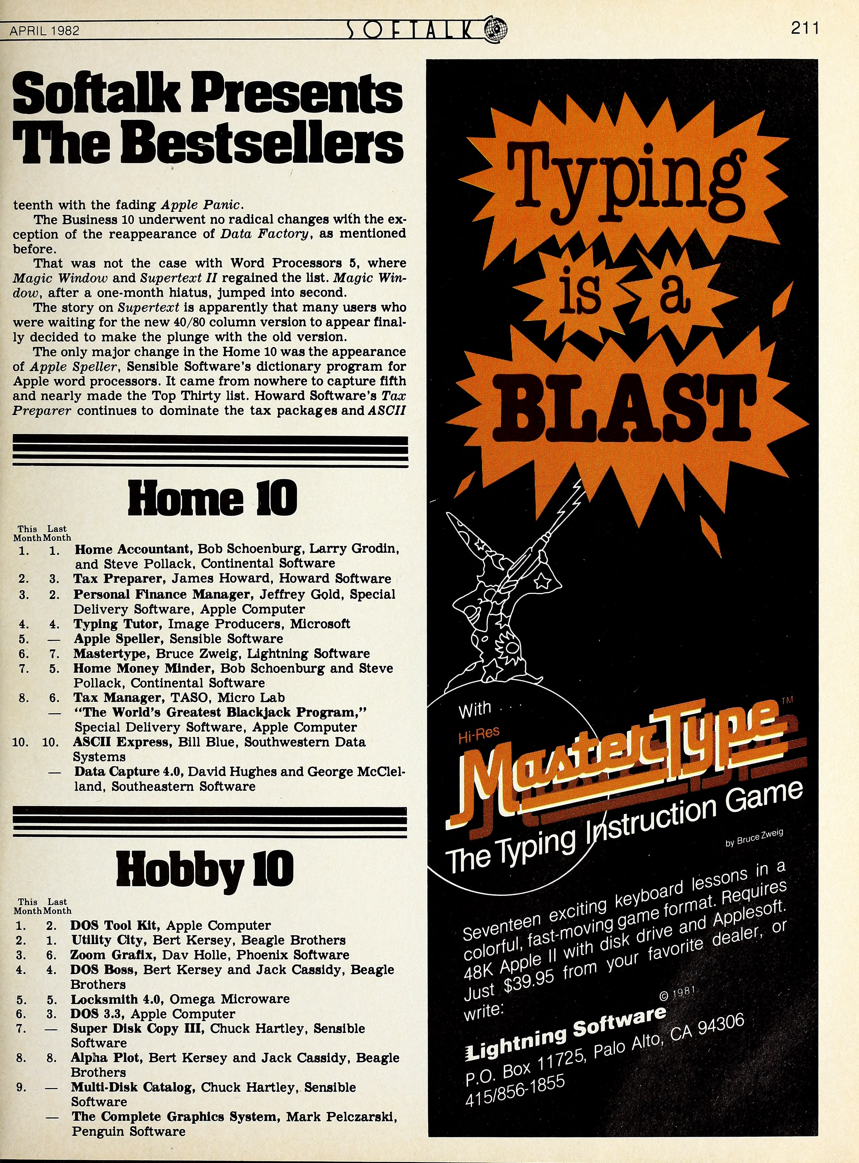 APRIL 1982
SOFTALK
211
Softalk Presents
The Bestsellers
teenth with the fading Apple Panic.
The Business 10 underwent no radical changes with the ex-
ception of the reappearance of Data Factory, as mentioned
before.
That was not the case with Word Processors 5, where
Magic Window and Supertext II regained the list. Magic Win-
dow, after a one-month hiatus, jumped into second.
The story on Supertext is apparently that many users who
were waiting for the new 40/80 column version to appear final-
ly decided to make the plunge with the old version.
The only major change in the Home 10 was the appearance
of Apple Speller, Sensible Software's dictionary program for
Apple word processors. It came from nowhere to capture fifth
and nearly made the Top Thirty list. Howard Software's Tax
Preparer continues to dominate the tax packages and ASCII
Home 10
This Last
Month Month
1. 1. Home Accountant, Bob Schoenburg, Larry Grodin,
and Steve Pollack, Continental Software
2. 3. Tax Preparer, James Howard, Howard Software
3. 2. Personal Finance Manager, Jeffrey Gold, Special
Delivery Software, Apple Computer
4. 4. Typing Tutor, Image Producers, Microsoft
5. — Apple Speller, Sensible Software
6. 7. Mastertype, Bruce Zweig, Lightning Software
7. 5. Home Money Minder, Bob Schoenburg and Steve
Pollack, Continental Software
8. 6. Tax Manager, TASO, Micro Lab
— "The World's Greatest Blackjack Program,"
Special Delivery Software, Apple Computer
10. 10. ASCII Express, Bill Blue, Southwestern Data
Systems
— Data Capture 4.0, David Hughes and George McClel-
land, Southeastern Software
Hobby 10
This Last
Month Month
1. 2. DOS Tool Kit, Apple Computer
2. 1. Utility City, Bert Kersey, Beagle Brothers
3. 6. Zoom Grafix, Dav Holle, Phoenix Software
4. 4. DOS Boss, Bert Kersey and Jack Cassidy, Beagle
Brothers
5. 5. Locksmith 4.0, Omega Microware
6. 3. DOS 3.3, Apple Computer
7. — Super Disk Copy III, Chuck Hartley, Sensible
Software
8. 8. Alpha Plot, Bert Kersey and Jack Cassidy, Beagle
Brothers
9. — Multi-Disk Catalog, Chuck Hartley, Sensible
Software
— The Complete Graphics System, Mark Pelczarski,
Penguin Software
Typing
is a
BLAST
With . . .
Hi-Res
MasterType™
The Typing Instruction Game
by Bruce Zweig
Seventeen exciting keyboard lessons in a
colorful, fast-moving game format. Requires
48K Apple II with disk drive and Applesoft.
Just $39.95 from your favorite dealer, or
write:
© 1981
Lightning Software
P.O. Box 11725, Palo Alto, CA 94306
415/856-1855